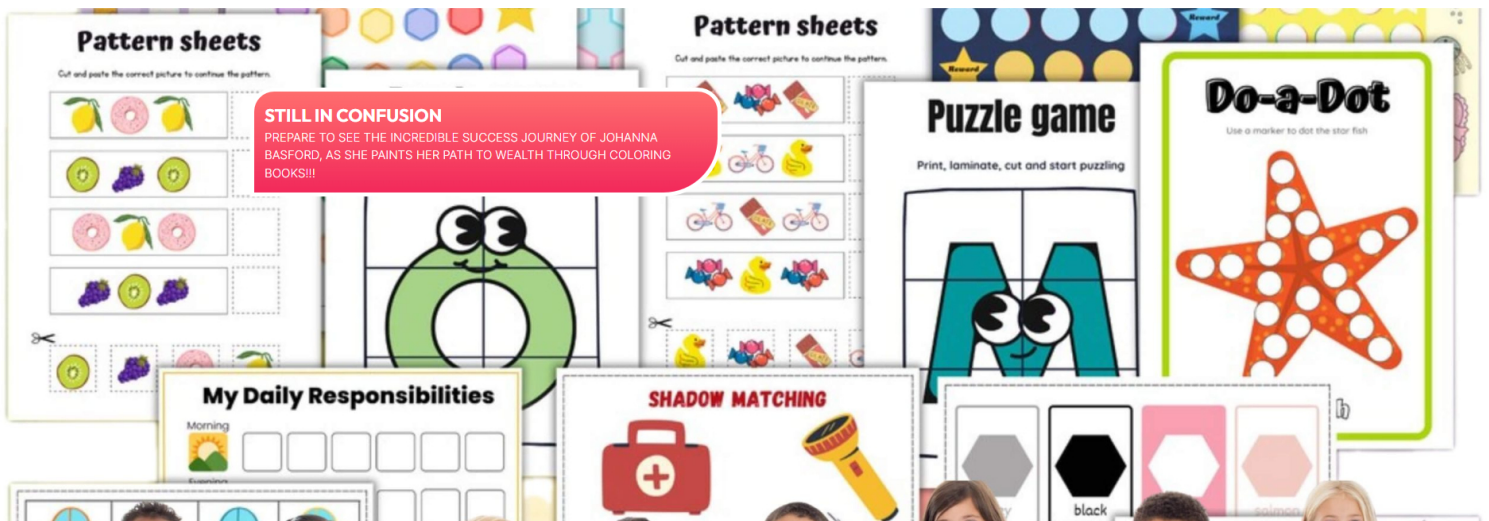 Pattern sheets
Cut and paste the correct picture to continue the pattern.
STILL IN CONFUSION
PREPARE TO SEE THE INCREDIBLE SUCCESS JOURNEY OF JOHANNA
BASFORD, AS SHE PAINTS HER PATH TO WEALTH THROUGH COLORING
BOOKS!!!
Pattern sheets
Cut and paste the correct picture to continue the pattern.
Reward
Reward
Puzzle game
Print, laminate, cut and start puzzling
Do-a-Dot
Use a marker to dot the star fish
h
My Daily Responsibilities
Morning
Evening
SHADOW MATCHING
black
salmon